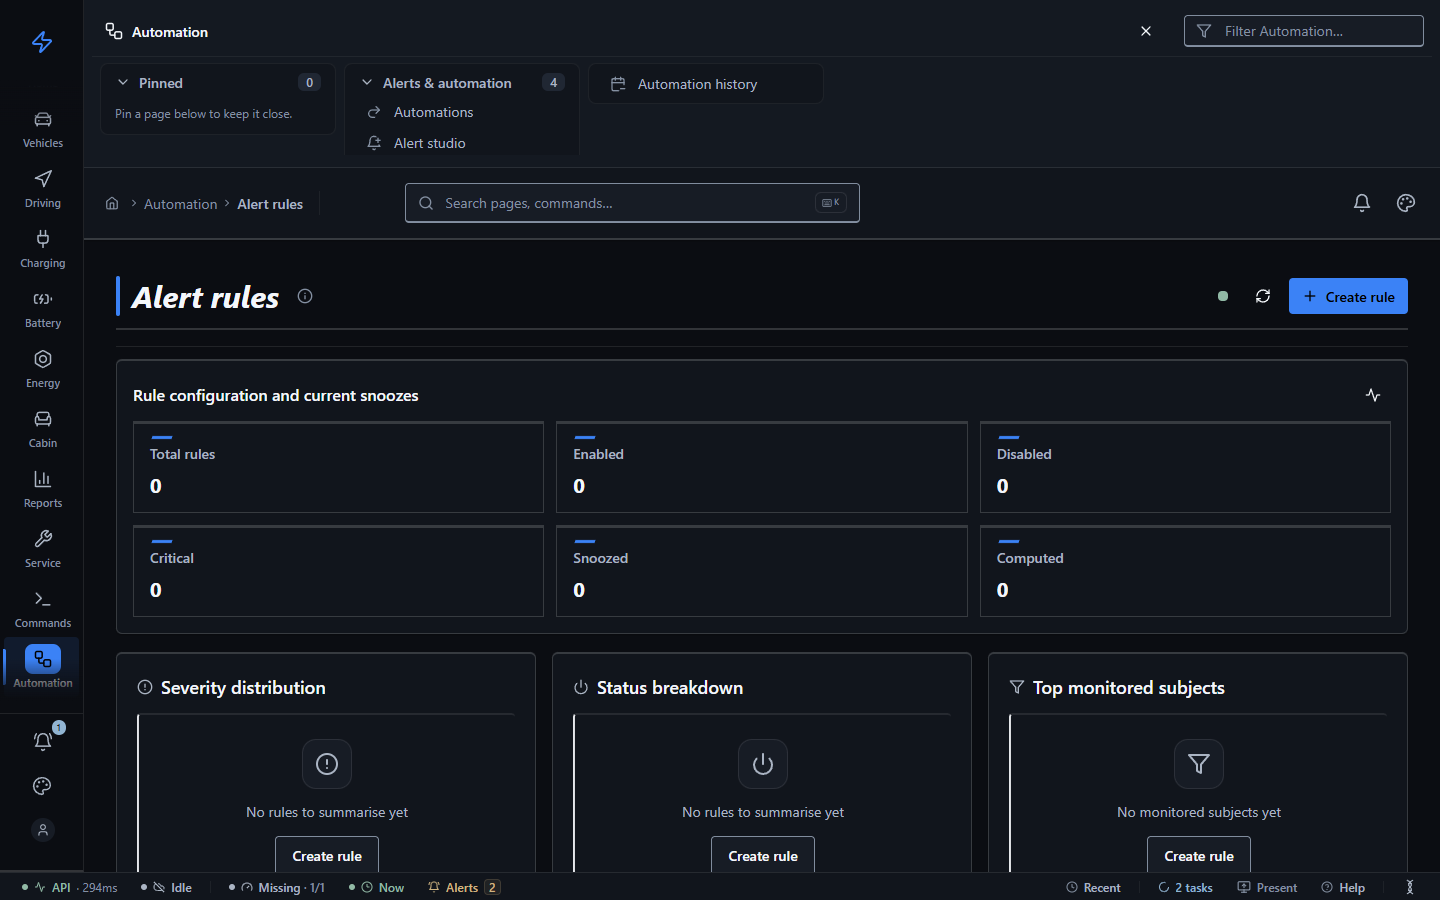 Automation
Filter Automation...
Pinned 0
Pin a page below to keep it close.
Alerts & automation 4
Automations
Alert studio
Automation history
Automation Alert rules
Search pages, commands... K
Vehicles
Driving
Charging
Battery
Energy
Cabin
Reports
Service
Commands
Automation
1
Alert rules
Create rule
Rule configuration and current snoozes
Total rules
0
Enabled
0
Disabled
0
Critical
0
Snoozed
0
Computed
0
Severity distribution
No rules to summarise yet
Create rule
Status breakdown
No rules to summarise yet
Create rule
Top monitored subjects
No monitored subjects yet
Create rule
API · 294ms Idle Missing · 1/1 Now Alerts 2 Recent 2 tasks Present Help